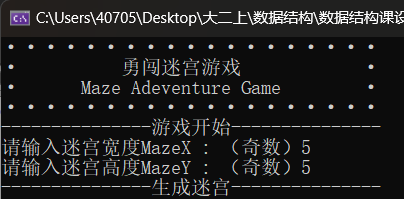 C:\Users\40705\Desktop\大二上\数据结构\数据结构课设
• • • • • • • • • • • • • • • • • • • •
• 勇闯迷宫游戏 •
• Maze Adeventure Game •
• • • • • • • • • • • • • • • • • • • •
---------------游戏开始---------------
请输入迷宫宽度MazeX : （奇数）5
请输入迷宫高度MazeY : （奇数）5
---------------生成迷宫---------------